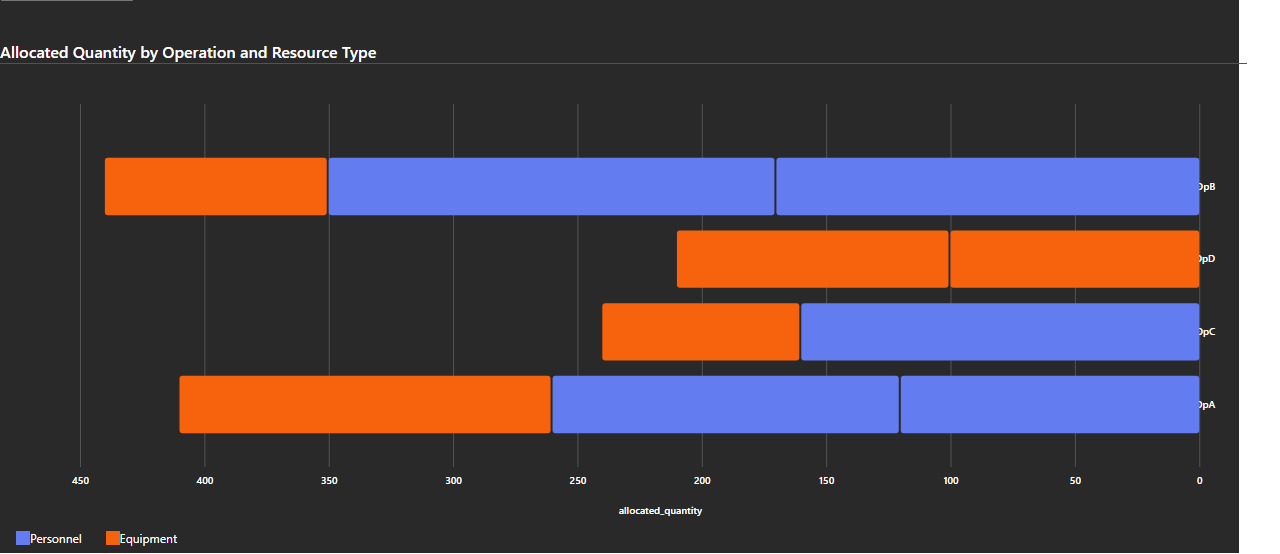 Allocated Quantity by Operation and Resource Type
OpB
OpD
OpC
OpA
450 400 350 300 250 200 150 100 50 0
allocated_quantity
Personnel Equipment